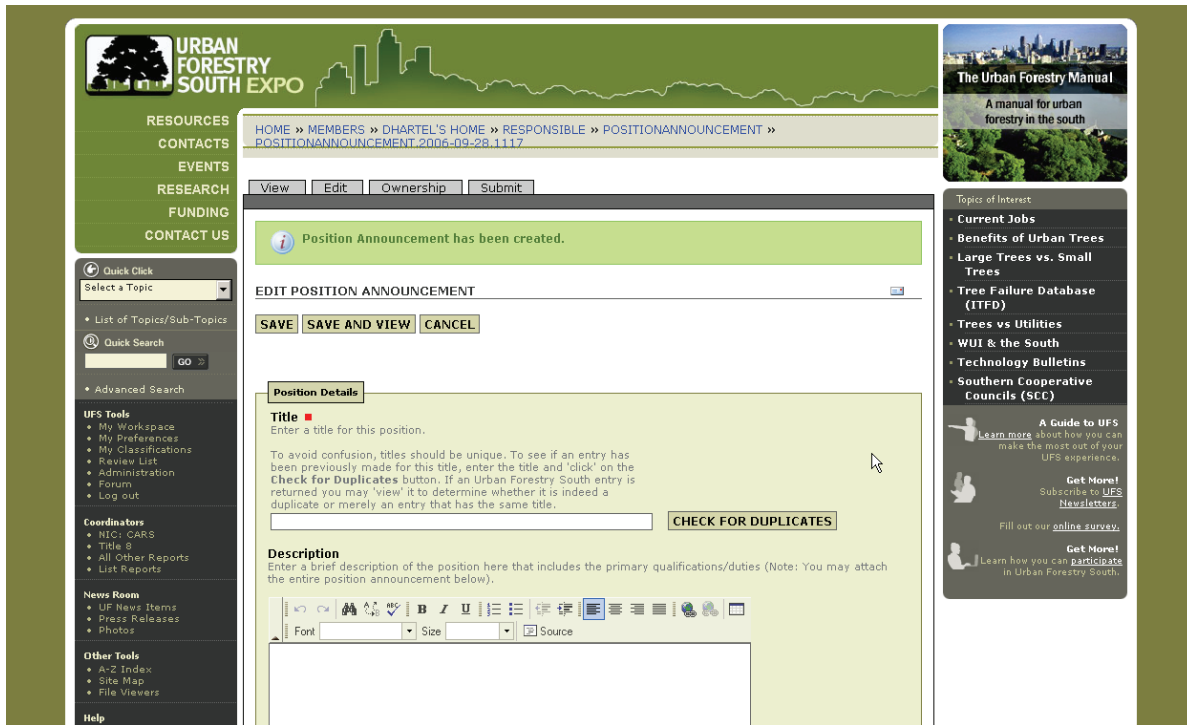 URBAN
FORESTRY
SOUTH EXPO
RESOURCES
CONTACTS
EVENTS
RESEARCH
FUNDING
CONTACT US
Quick Click
Select a Topic
• List of Topics/Sub-Topics
Quick Search
GO »
• Advanced Search
UFS Tools
• My Workspace
• My Preferences
• My Classifications
• Review List
• Administration
• Forum
• Log out
Coordinators
• NIC: CARS
• Title 8
• All Other Reports
• List Reports
News Room
• UF News Items
• Press Releases
• Photos
Other Tools
• A-Z Index
• Site Map
• File Viewers
Help
HOME » MEMBERS » DHARTEL'S HOME » RESPONSIBLE » POSITIONANNOUNCEMENT »
POSITIONANNOUNCEMENT.2006-09-28.1117
View Edit Ownership Submit
Position Announcement has been created.
EDIT POSITION ANNOUNCEMENT
SAVE SAVE AND VIEW CANCEL
Position Details
Title
Enter a title for this position.
To avoid confusion, titles should be unique. To see if an entry has
been previously made for this title, enter the title and 'click' on the
Check for Duplicates button. If an Urban Forestry South entry is
returned you may 'view' it to determine whether it is indeed a
duplicate or merely an entry that has the same title.
CHECK FOR DUPLICATES
Description
Enter a brief description of the position here that includes the primary qualifications/duties (Note: You may attach
the entire position announcement below).
ABC B I U
Font Size Source
The Urban Forestry Manual
A manual for urban
forestry in the south
Topics of Interest
• Current Jobs
• Benefits of Urban Trees
• Large Trees vs. Small
Trees
• Tree Failure Database
(ITFD)
• Trees vs Utilities
• WUI & the South
• Technology Bulletins
• Southern Cooperative
Councils (SCC)
A Guide to UFS
Learn more about how you can
make the most out of your
UFS experience.
Get More!
Subscribe to UFS
Newsletters.
Fill out our online survey.
Get More!
Learn how you can participate
in Urban Forestry South.